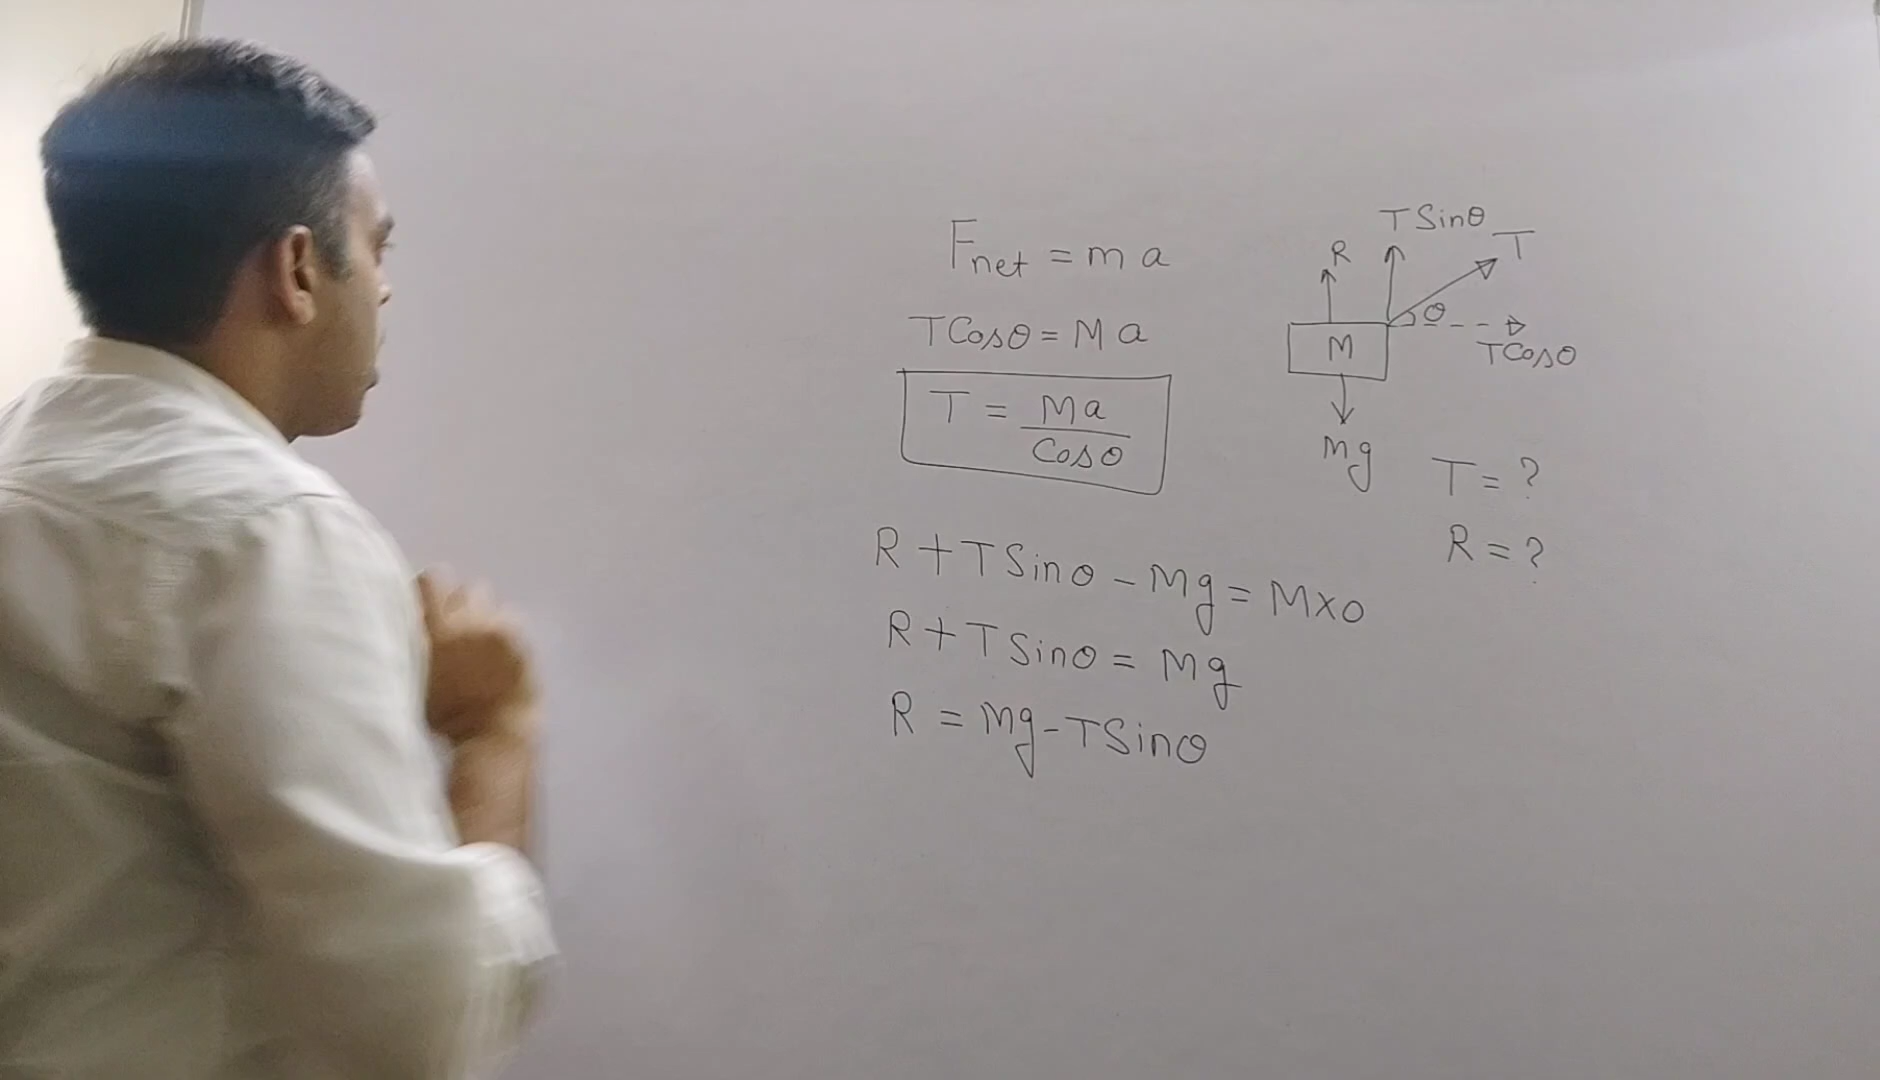 Fnet = ma
TCosθ = Ma
T = Ma
Cosθ
R + TSinθ - Mg = M×0
R + TSinθ = Mg
R = Mg - TSinθ
TSinθ
R
T
θ
M
TCosθ
Mg
T = ?
R = ?